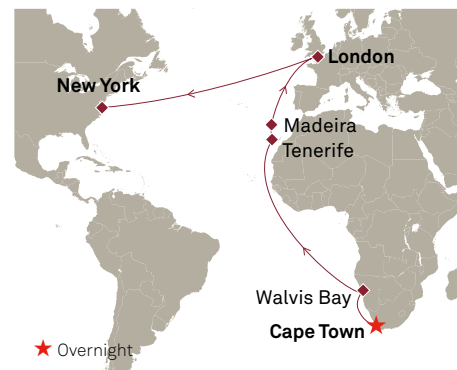 London
New York
Madeira
Tenerife
Walvis Bay
Cape Town
Overnight